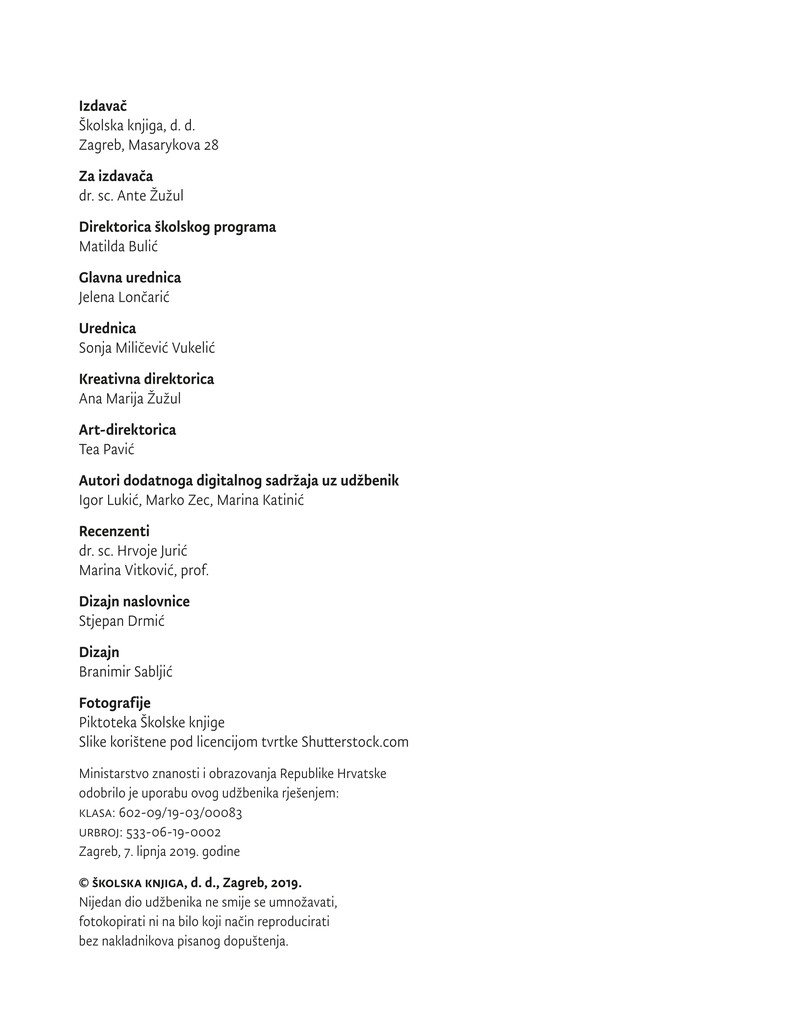 Izdavač
Školska knjiga, d. d.
Zagreb, Masarykova 28
Za izdavača
dr. sc. Ante Žužul
Direktorica školskog programa
Matilda Bulić
Glavna urednica
Jelena Lončarić
Urednica
Sonja Miličević Vukelić
Kreativna direktorica
Ana Marija Žužul
Art-direktorica
Tea Pavić
Autori dodatnoga digitalnog sadržaja uz udžbenik
Igor Lukić, Marko Zec, Marina Katinić
Recenzenti
dr. sc. Hrvoje Jurić
Marina Vitković, prof.
Dizajn naslovnice
Stjepan Drmić
Dizajn
Branimir Sabljić
Fotografije
Piktoteka Školske knjige
Slike korištene pod licencijom tvrtke Shutterstock.com
Ministarstvo znanosti i obrazovanja Republike Hrvatske
odobrilo je uporabu ovog udžbenika rješenjem:
KLASA: 602-09/19-03/00083
URBROJ: 533-06-19-0002
Zagreb, 7. lipnja 2019. godine
© ŠKOLSKA KNJIGA, d. d., Zagreb, 2019.
Nijedan dio udžbenika ne smije se umnožavati,
fotokopirati ni na bilo koji način reproducirati
bez nakladnikova pisanog dopuštenja.